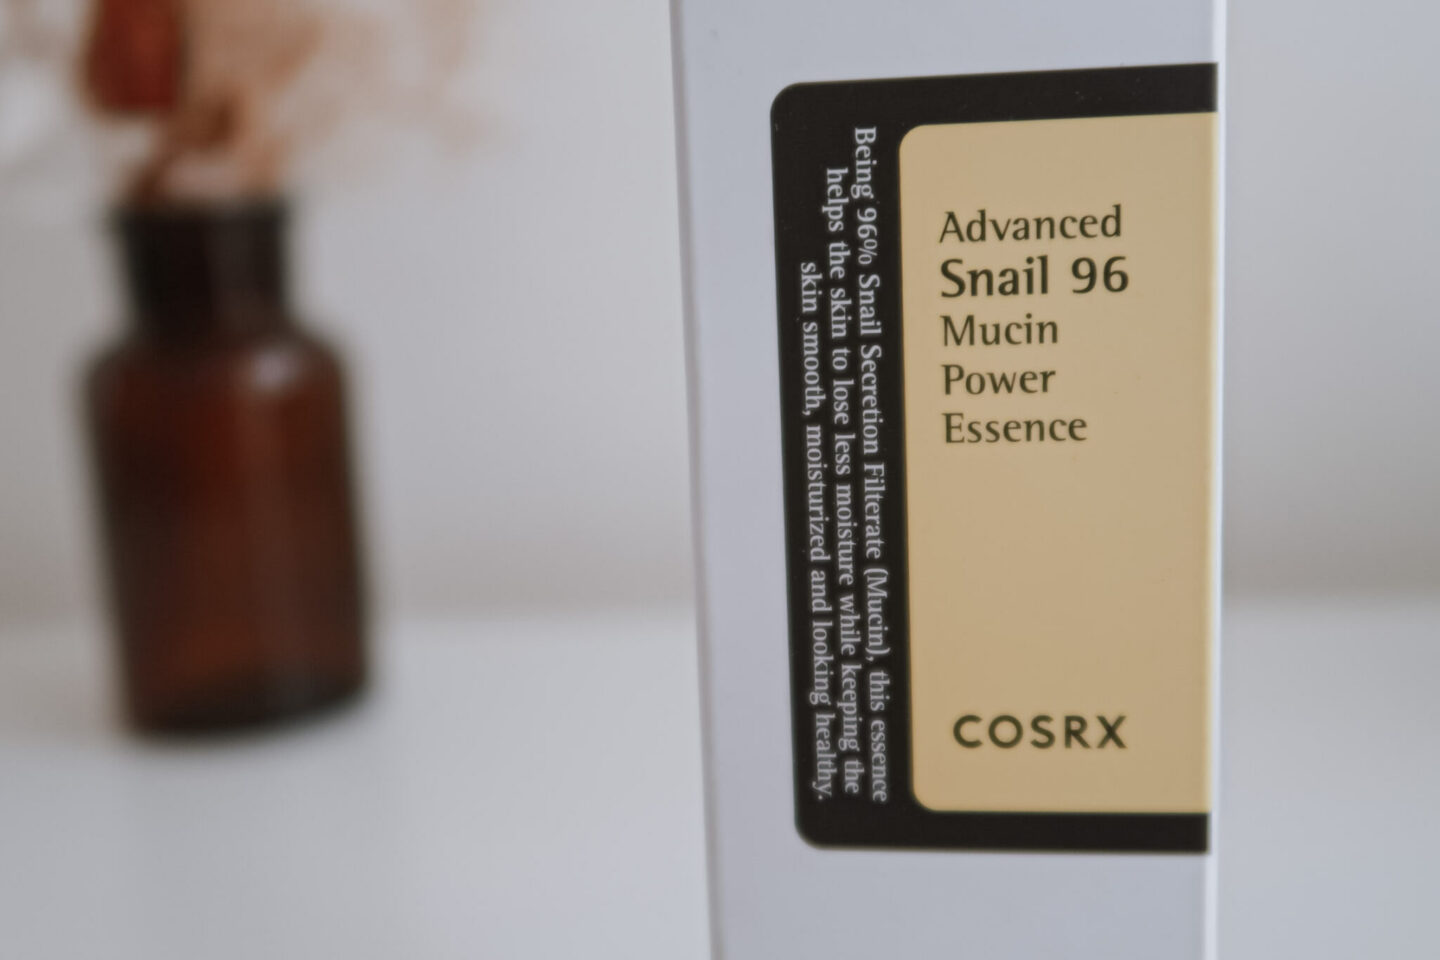 Advanced
Snail 96
Mucin
Power
Essence
COSRX
Being 96% Snail Secretion Filterate (Mucin), this essence
helps the skin to lose less moisture while keeping the
skin smooth, moisturized and looking healthy.